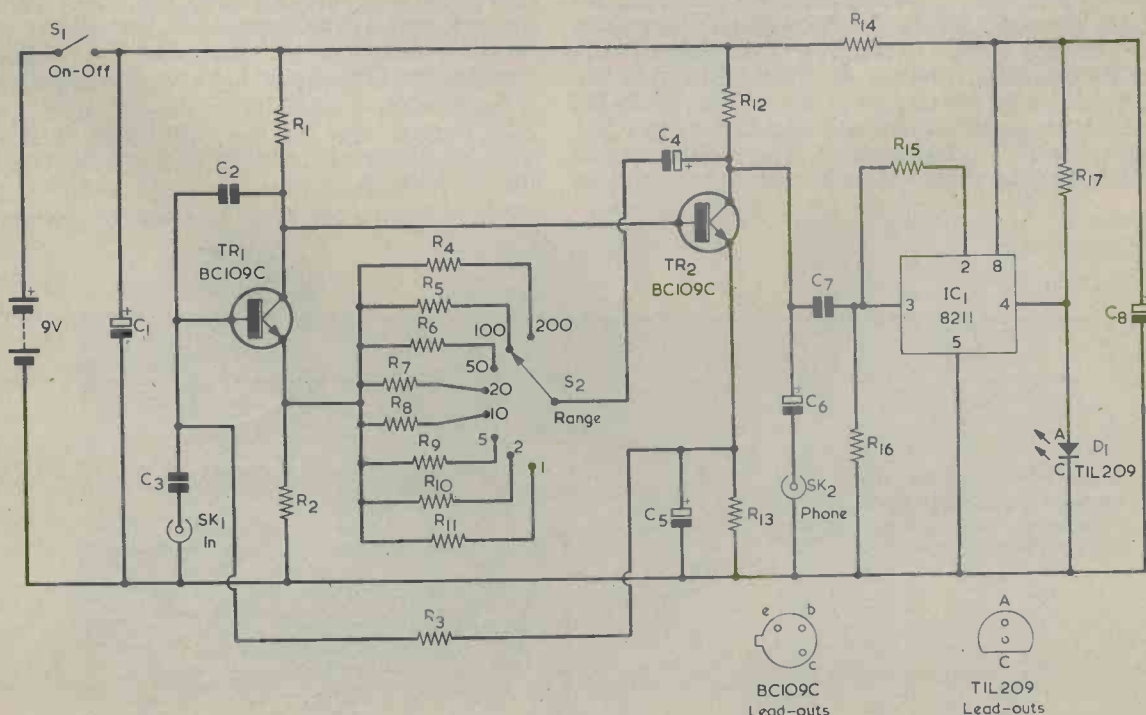 S1
On-Off
R14
R1
R12
C4
C2
R15
R17
TR1
BC109C
R4
R5
R6
R7
R8
R9
R10
R11
200
100
50
20
10
5
2
1
S2
Range
TR2
BC109C
C7
2
8
3
IC1
8211
4
5
9V
+
C1
+
C8
+
C3
SK1
In
R2
C5
+
R13
C6
+
SK2
Phone
R16
A
D1
C
TIL209
R3
e
b
c
BC109C
Lead-outs
A
C
TIL209
Lead-outs